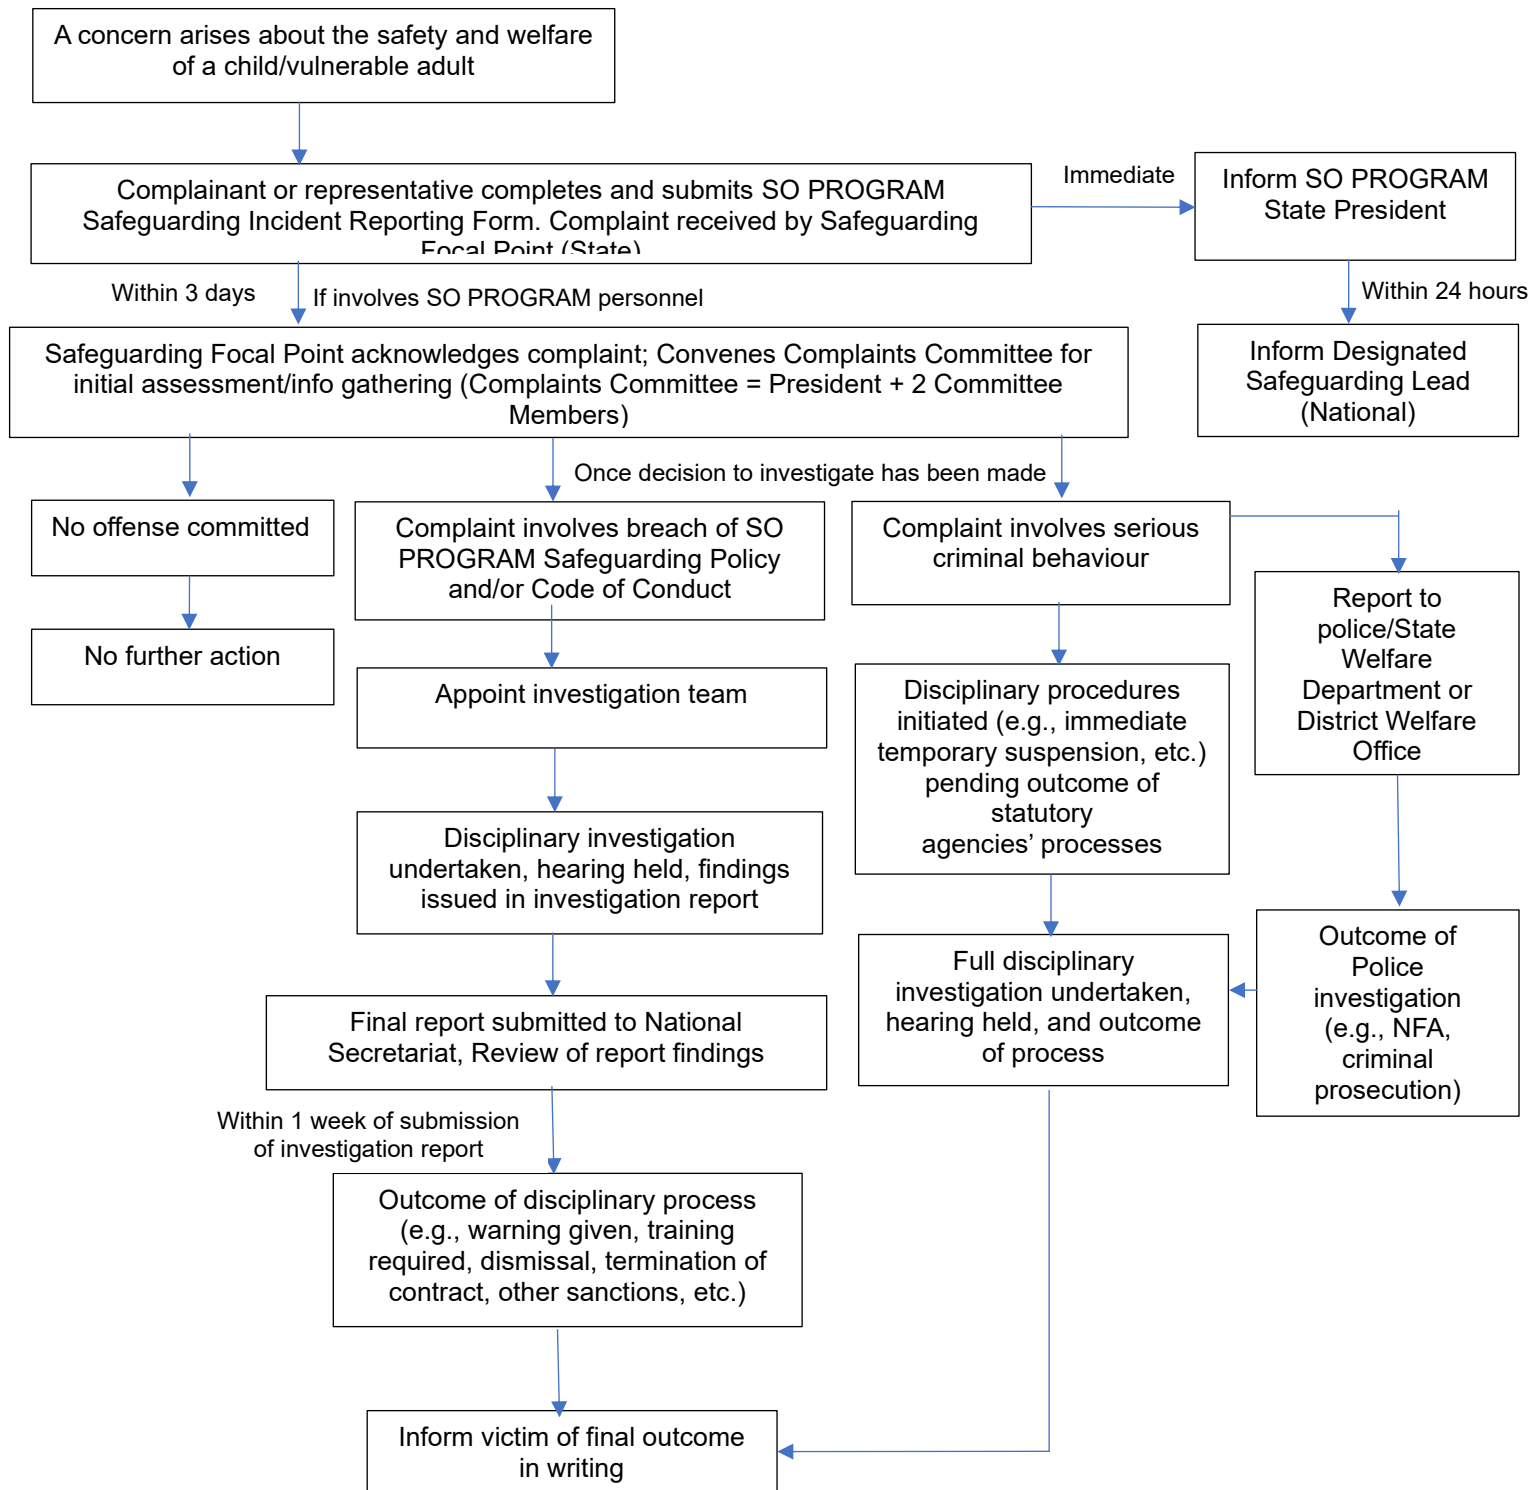 A concern arises about the safety and welfare
of a child/vulnerable adult
Complainant or representative completes and submits SO PROGRAM
Safeguarding Incident Reporting Form. Complaint received by Safeguarding
Focal Point (State)
Immediate
Inform SO PROGRAM
State President
Within 24 hours
Inform Designated
Safeguarding Lead
(National)
Within 3 days
If involves SO PROGRAM personnel
Safeguarding Focal Point acknowledges complaint; Convenes Complaints Committee for
initial assessment/info gathering (Complaints Committee = President + 2 Committee
Members)
Once decision to investigate has been made
No offense committed
No further action
Complaint involves breach of SO
PROGRAM Safeguarding Policy
and/or Code of Conduct
Appoint investigation team
Disciplinary investigation
undertaken, hearing held, findings
issued in investigation report
Final report submitted to National
Secretariat, Review of report findings
Within 1 week of submission
of investigation report
Outcome of disciplinary process
(e.g., warning given, training
required, dismissal, termination of
contract, other sanctions, etc.)
Complaint involves serious
criminal behaviour
Disciplinary procedures
initiated (e.g., immediate
temporary suspension, etc.)
pending outcome of
statutory
agencies’ processes
Full disciplinary
investigation undertaken,
hearing held, and outcome
of process
Report to
police/State
Welfare
Department or
District Welfare
Office
Outcome of
Police
investigation
(e.g., NFA,
criminal
prosecution)
Inform victim of final outcome
in writing